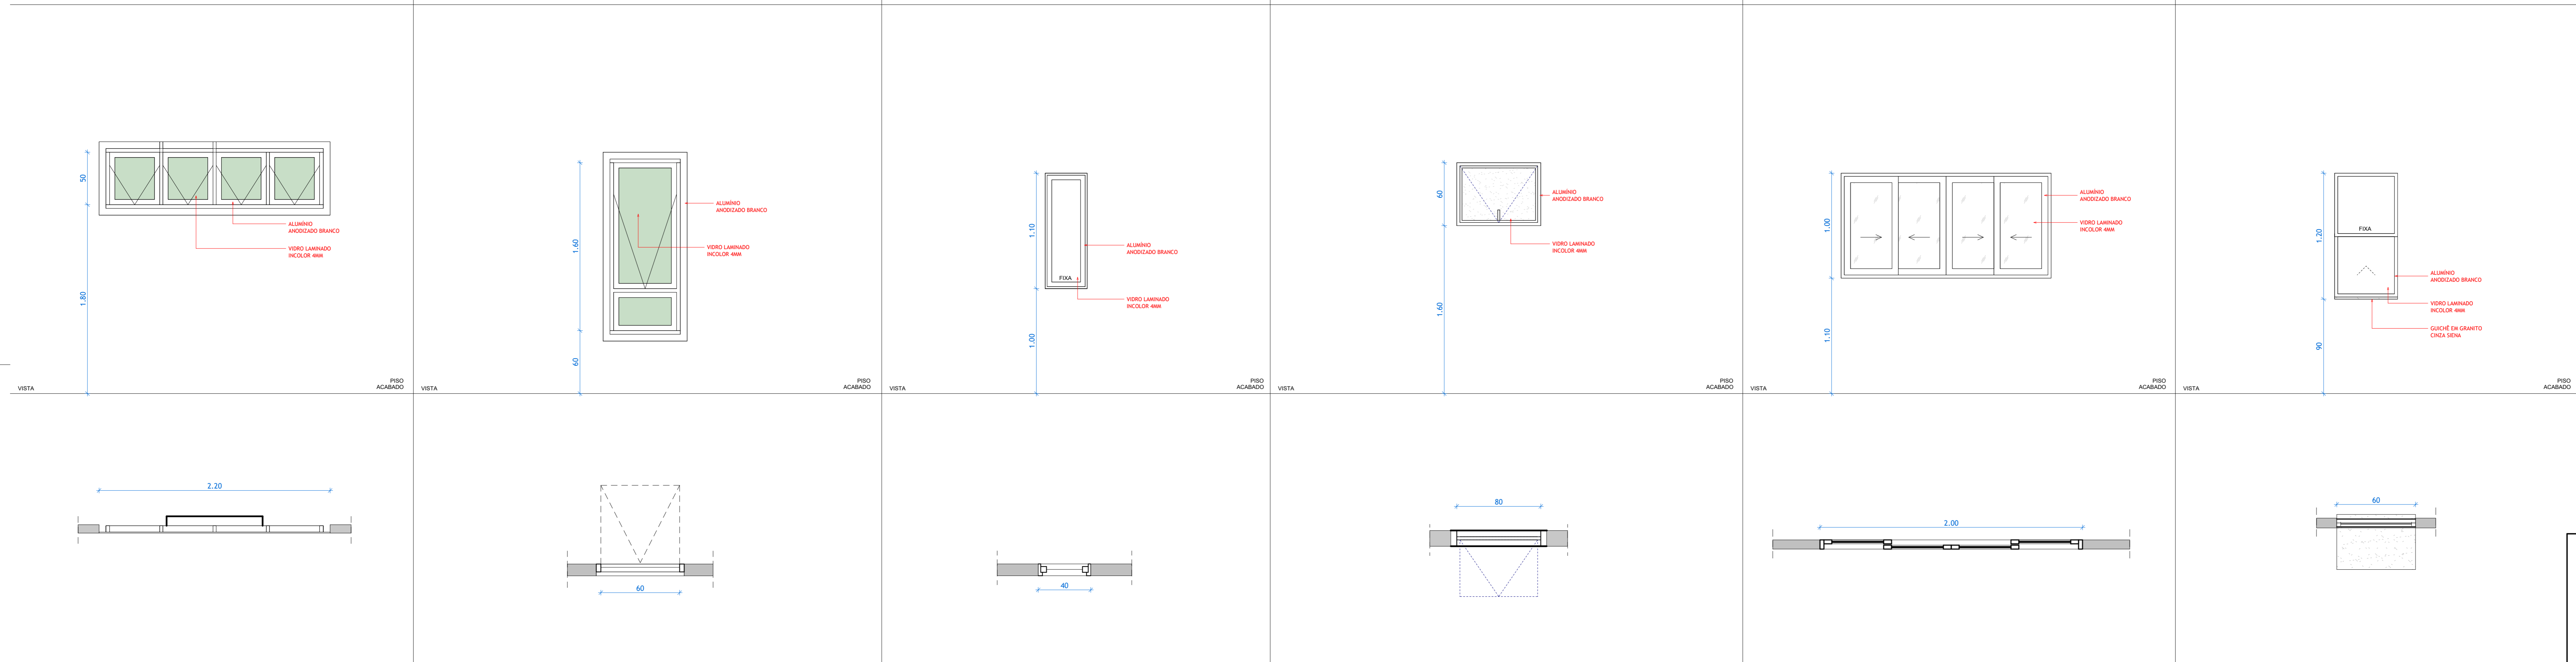 50
1.80
ALUMÍNIO
ANODIZADO BRANCO
VIDRO LAMINADO
INCOLOR 4MM
VISTA
PISO
ACABADO
2.20
1.60
60
ALUMÍNIO
ANODIZADO BRANCO
VIDRO LAMINADO
INCOLOR 4MM
VISTA
PISO
ACABADO
60
1.10
1.00
ALUMÍNIO
ANODIZADO BRANCO
FIXA
VIDRO LAMINADO
INCOLOR 4MM
VISTA
PISO
ACABADO
40
60
1.60
ALUMÍNIO
ANODIZADO BRANCO
VIDRO LAMINADO
INCOLOR 4MM
VISTA
PISO
ACABADO
80
1.00
1.10
ALUMÍNIO
ANODIZADO BRANCO
VIDRO LAMINADO
INCOLOR 4MM
VISTA
PISO
ACABADO
2.00
1.20
90
FIXA
ALUMÍNIO
ANODIZADO BRANCO
VIDRO LAMINADO
INCOLOR 4MM
GUICHÊ EM GRANITO
CINZA SIENA
VISTA
PISO
ACABADO
60